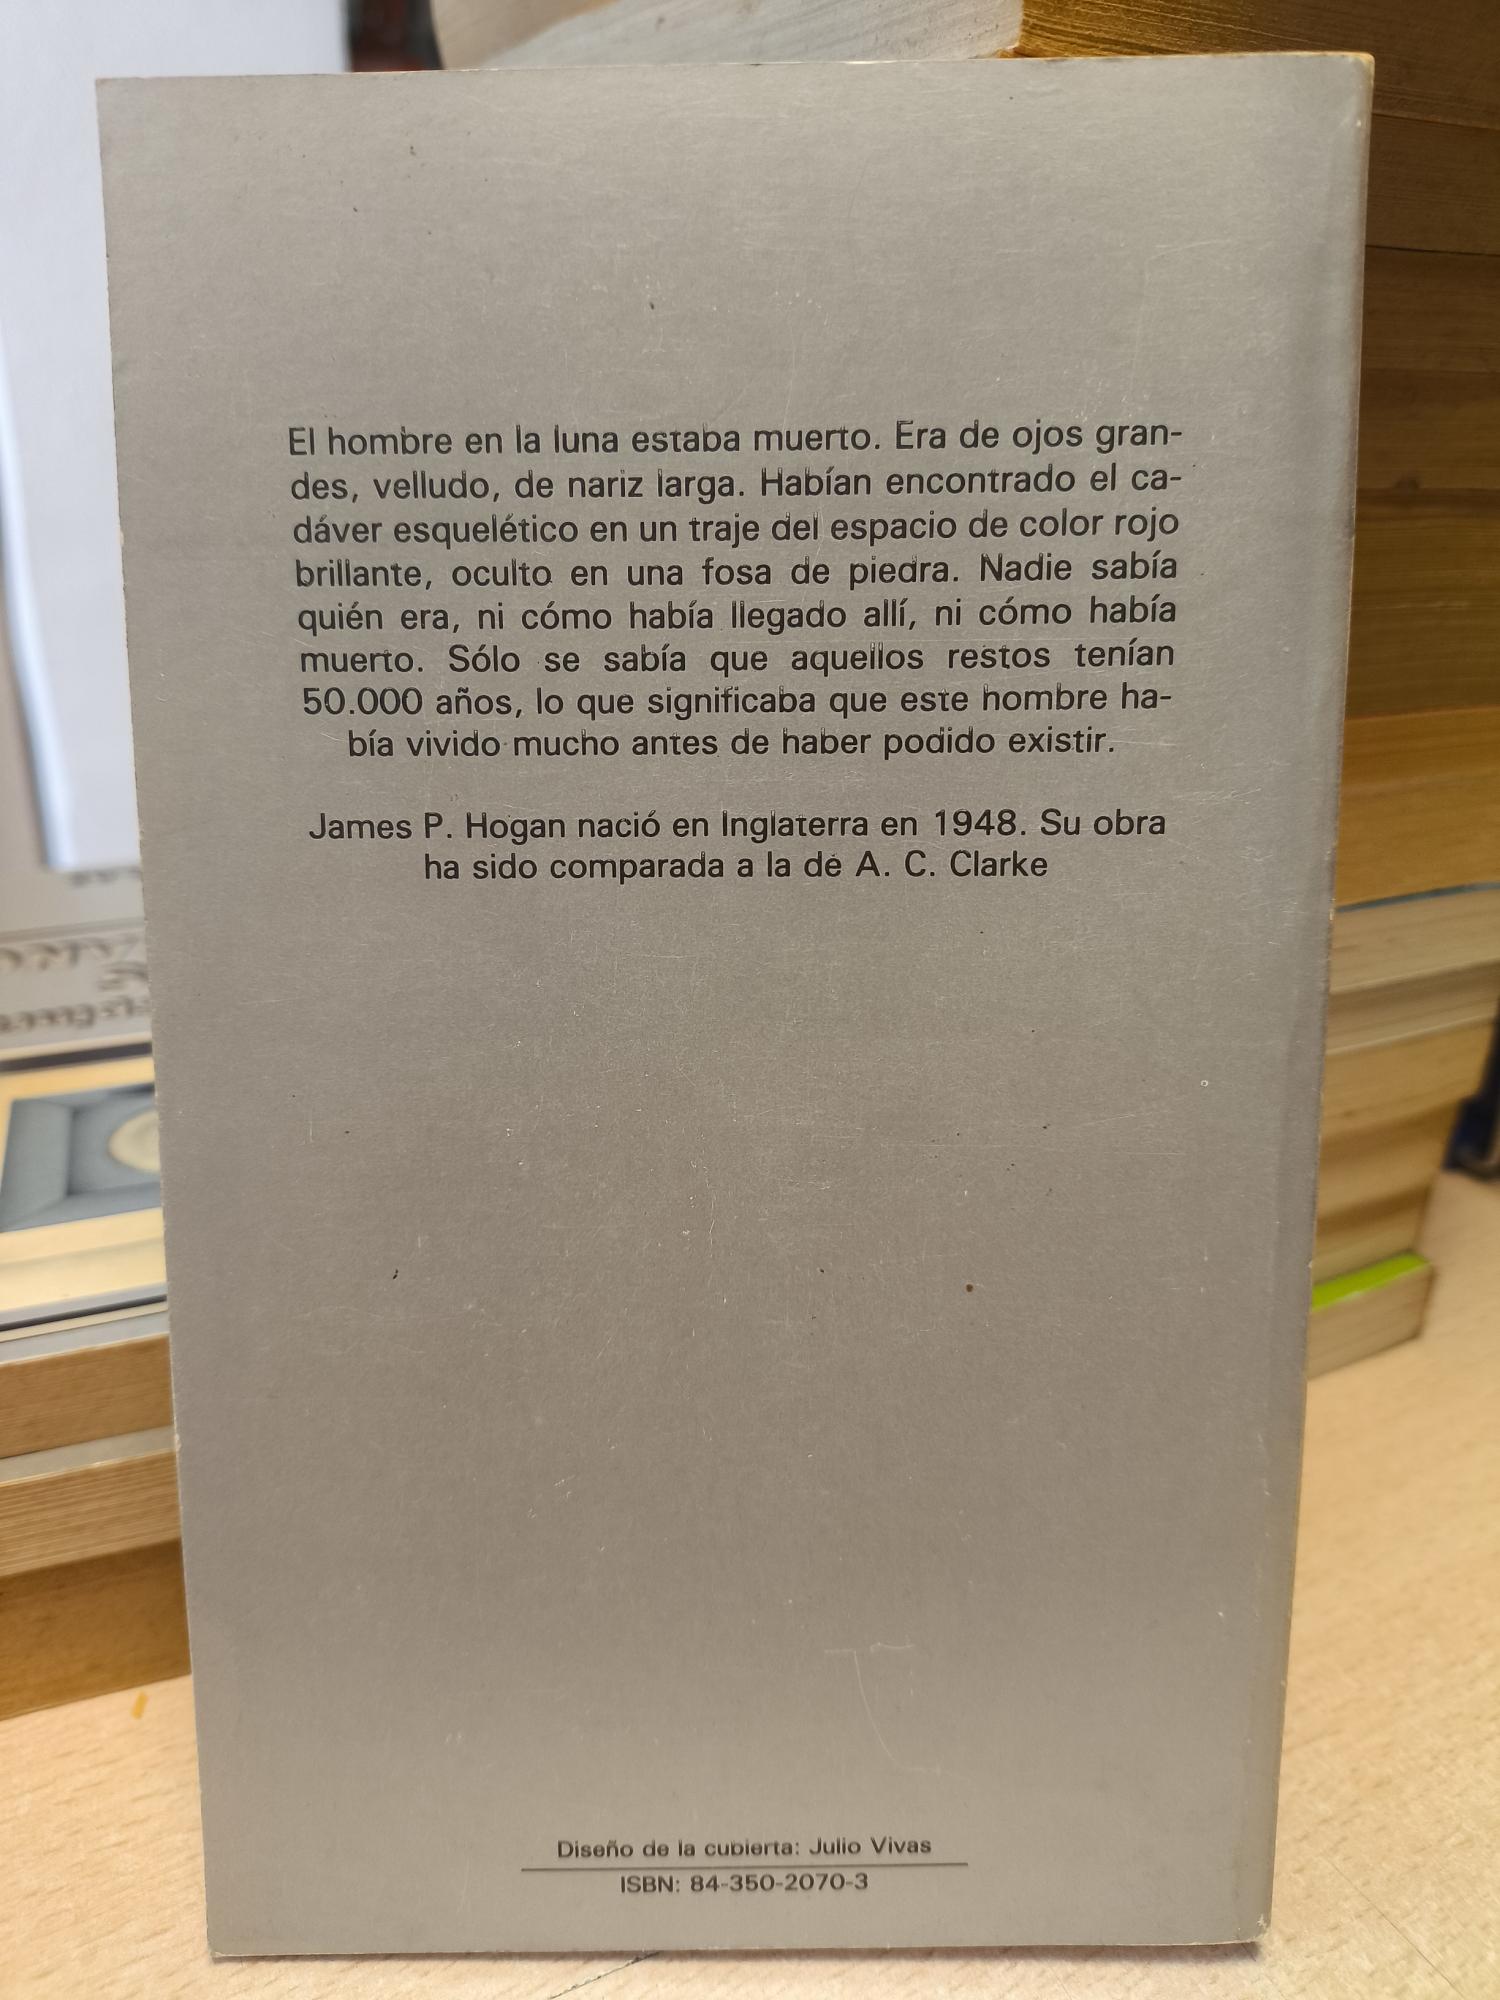 El hombre en la luna estaba muerto. Era de ojos gran-
des, velludo, de nariz larga. Habían encontrado el ca-
dáver esquelético en un traje del espacio de color rojo
brillante, oculto en una fosa de piedra. Nadie sabía
quién era, ni cómo había llegado allí, ni cómo había
muerto. Sólo se sabía que aquellos restos tenían
50.000 años, lo que significaba que este hombre ha-
bía vivido mucho antes de haber podido existir.
James P. Hogan nació en Inglaterra en 1948. Su obra
ha sido comparada a la de A. C. Clarke
Diseño de la cubierta: Julio Vivas
ISBN: 84-350-2070-3